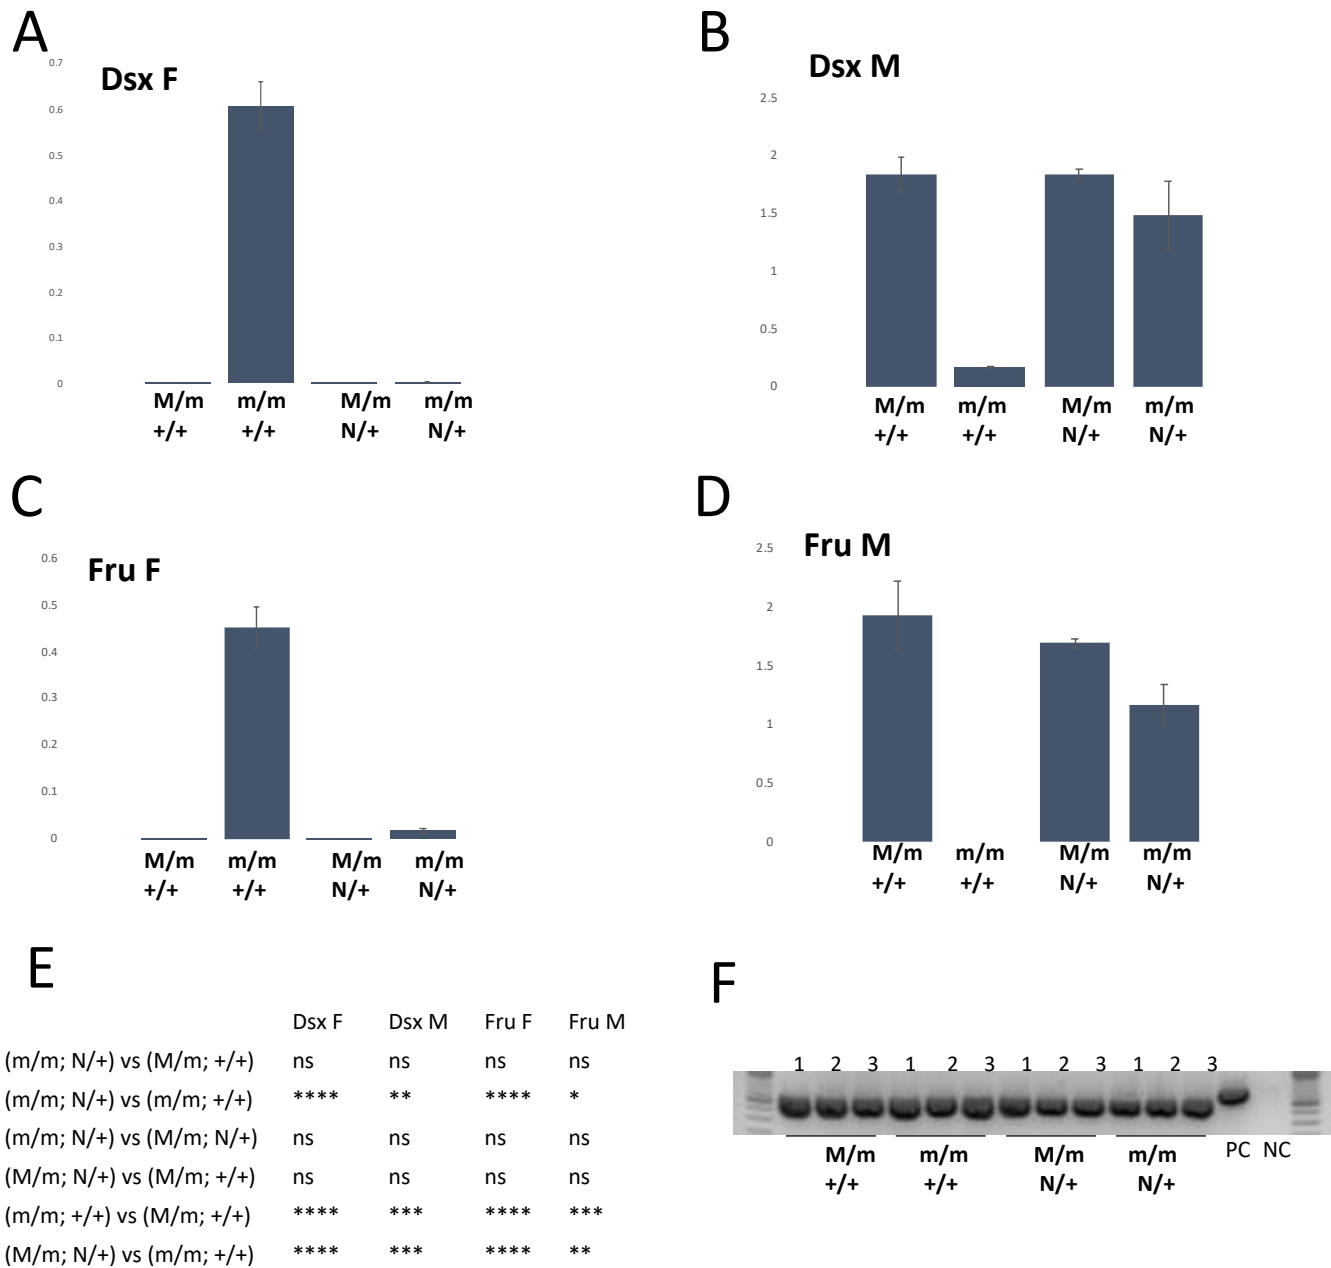 A
Dsx F
0.7
0.6
0.5
0.4
0.3
0.2
0.1
0
M/m m/m M/m m/m
+/+ +/+ N/+ N/+
B
Dsx M
2.5
2
1.5
1
0.5
0
M/m m/m M/m m/m
+/+ +/+ N/+ N/+
C
Fru F
0.6
0.5
0.4
0.3
0.2
0.1
0
M/m m/m M/m m/m
+/+ +/+ N/+ N/+
D
Fru M
2.5
2
1.5
1
0.5
0
M/m m/m M/m m/m
+/+ +/+ N/+ N/+
E
Dsx F Dsx M Fru F Fru M
(m/m; N/+) vs (M/m; +/+) ns ns ns ns
(m/m; N/+) vs (m/m; +/+) **** ** **** *
(m/m; N/+) vs (M/m; N/+) ns ns ns ns
(M/m; N/+) vs (M/m; +/+) ns ns ns ns
(m/m; +/+) vs (M/m; +/+) **** *** **** ***
(M/m; N/+) vs (m/m; +/+) **** *** **** **
F
1 2 3 1 2 3 1 2 3 1 2 3
M/m m/m M/m m/m PC NC
+/+ +/+ N/+ N/+